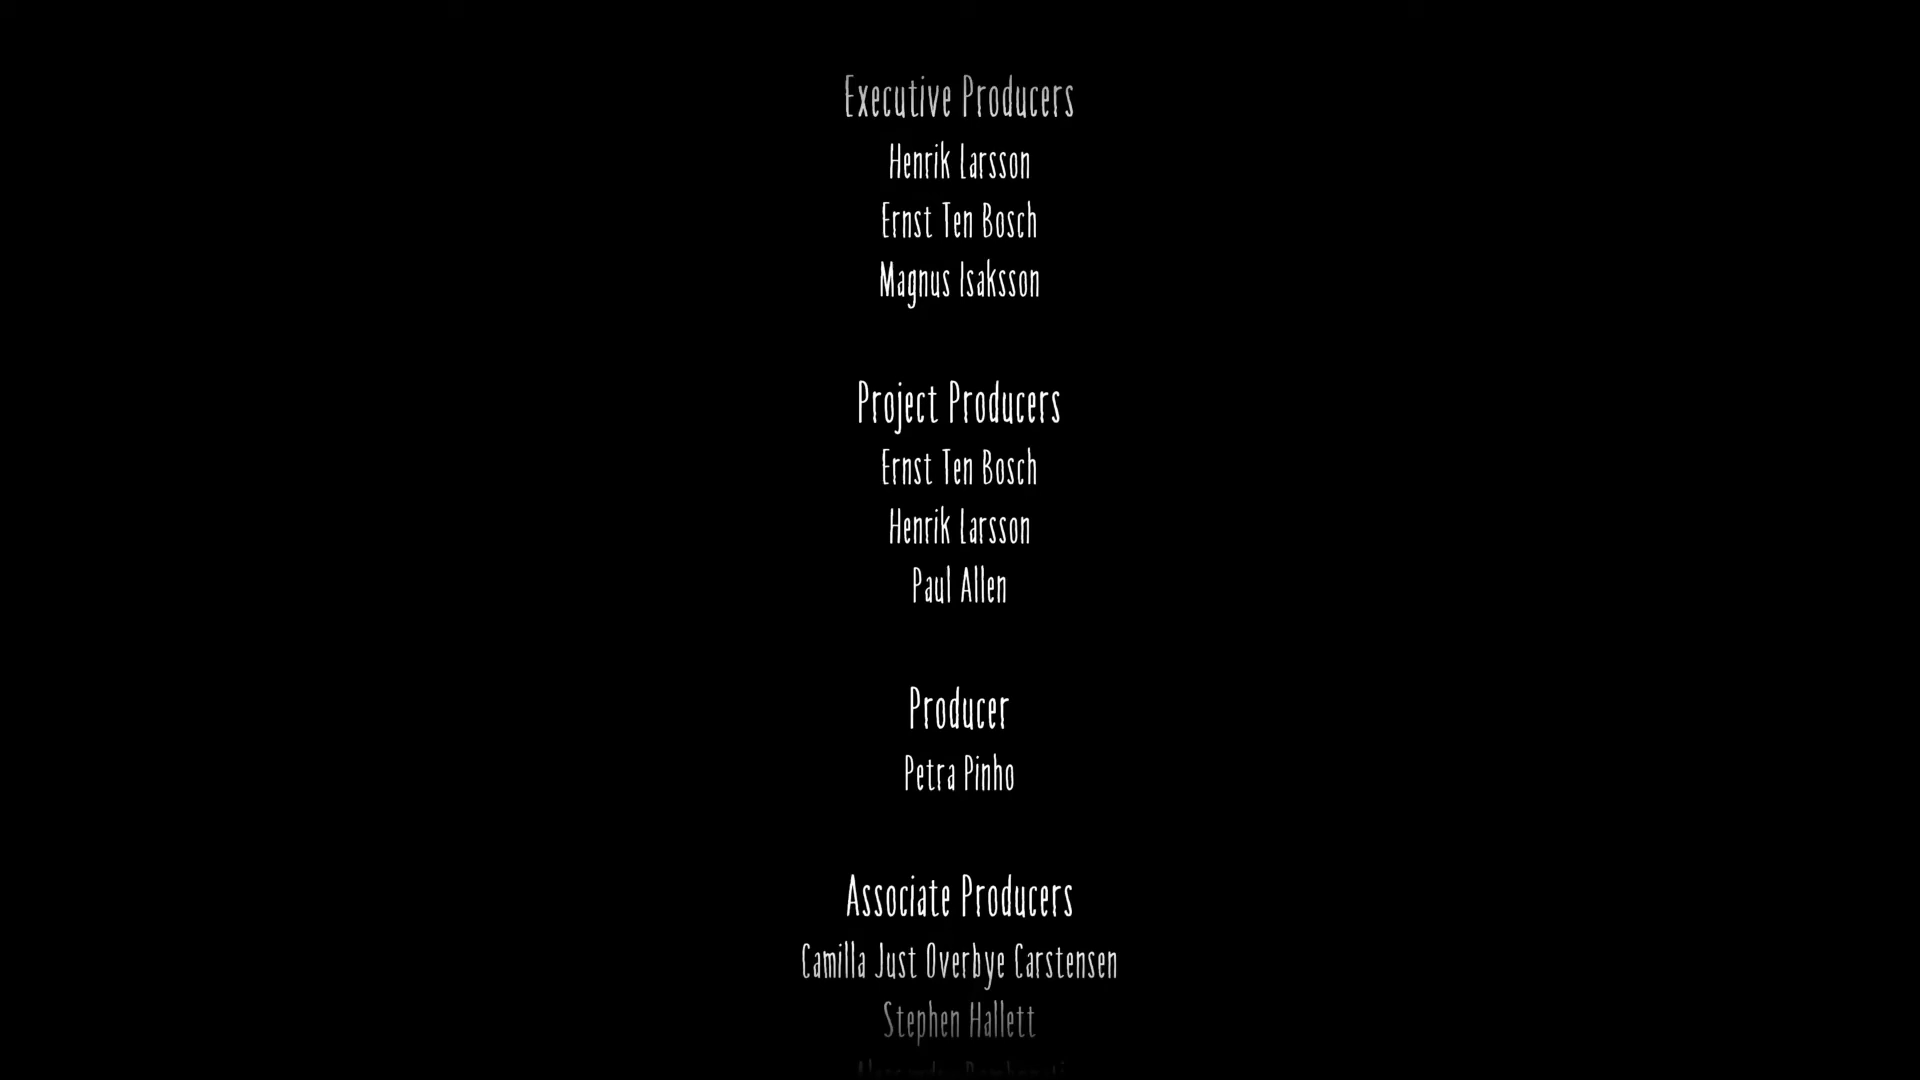 Executive Producers
Henrik Larsson
Ernst Ten Bosch
Magnus Isaksson
Project Producers
Ernst Ten Bosch
Henrik Larsson
Paul Allen
Producer
Petra Pinho
Associate Producers
Camilla Just Overbye Carstensen
Stephen Hallett